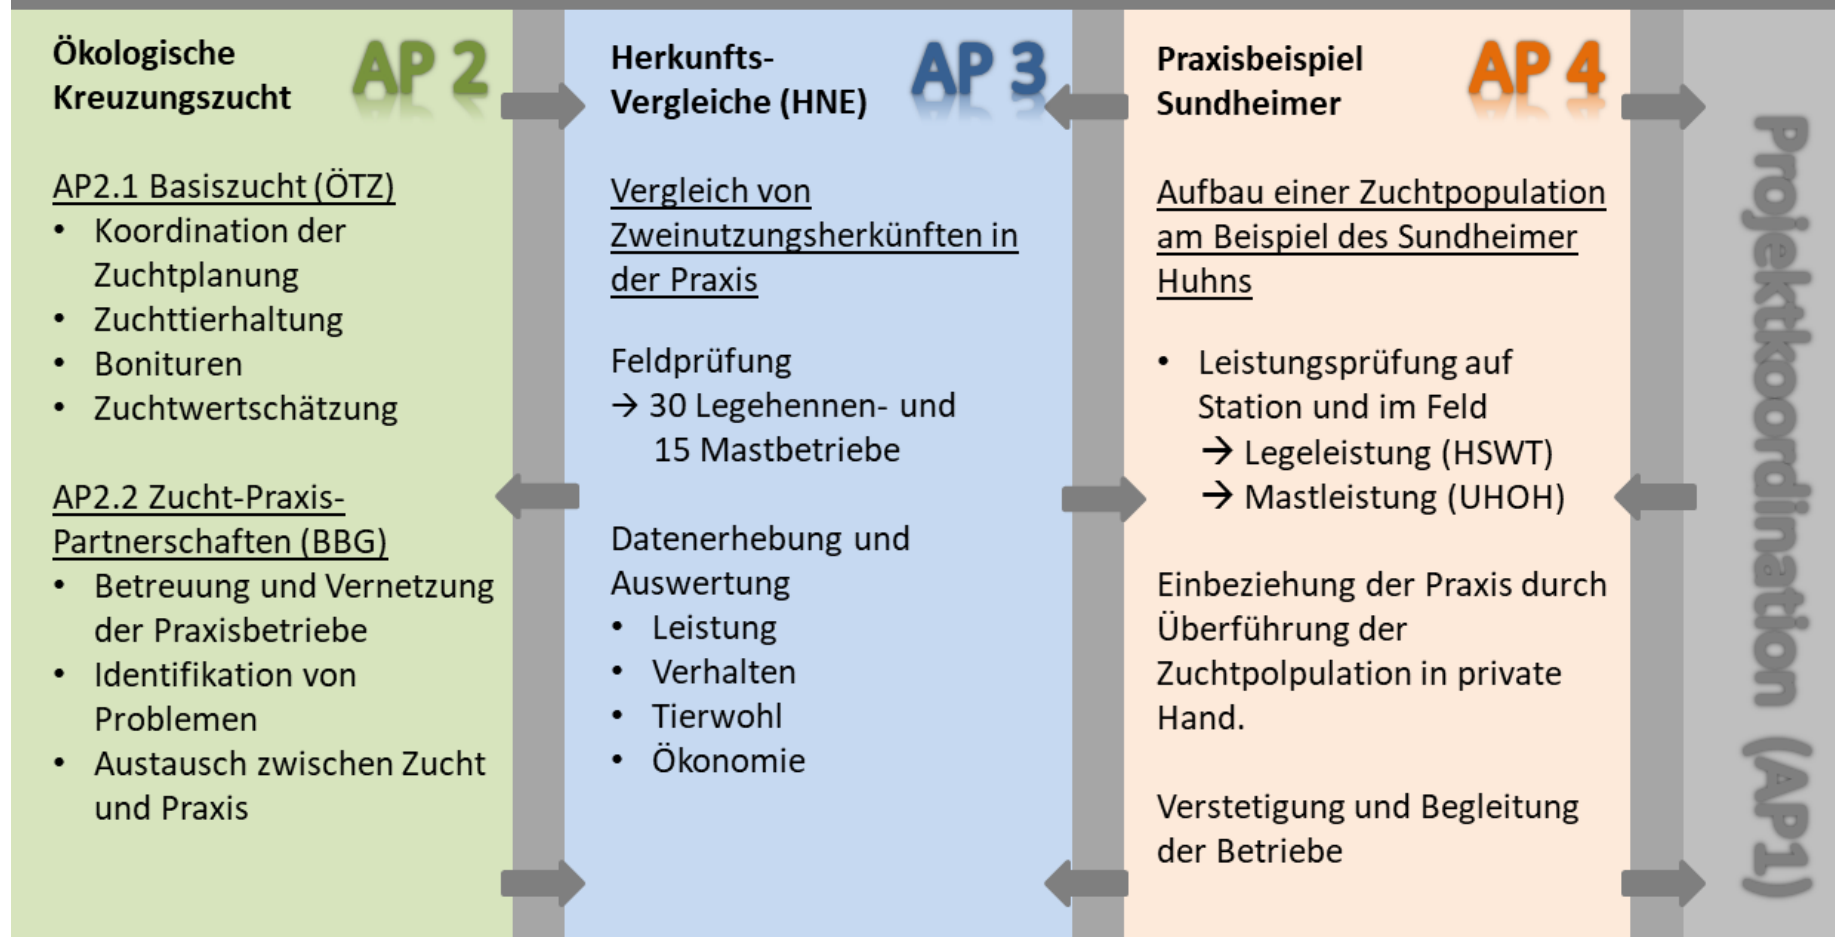 Ökologische
Kreuzungszucht
AP 2
AP2.1 Basiszucht (ÖTZ)
• Koordination der
Zuchtplanung
• Zuchttierhaltung
• Bonituren
• Zuchtwertschätzung
AP2.2 Zucht-Praxis-
Partnerschaften (BBG)
• Betreuung und Vernetzung
der Praxisbetriebe
• Identifikation von
Problemen
• Austausch zwischen Zucht
und Praxis
Herkunfts-
Vergleiche (HNE)
AP 3
Vergleich von
Zweinutzungsherkünften in
der Praxis
Feldprüfung
→ 30 Legehennen- und
15 Mastbetriebe
Datenerhebung und
Auswertung
• Leistung
• Verhalten
• Tierwohl
• Ökonomie
Praxisbeispiel
Sundheimer
AP 4
Aufbau einer Zuchtpopulation
am Beispiel des Sundheimer
Huhns
• Leistungsprüfung auf
Station und im Feld
→ Legeleistung (HSWT)
→ Mastleistung (UHOH)
Einbeziehung der Praxis durch
Überführung der
Zuchtpolpulation in private
Hand.
Verstetigung und Begleitung
der Betriebe
Projektkoordination (AP1)